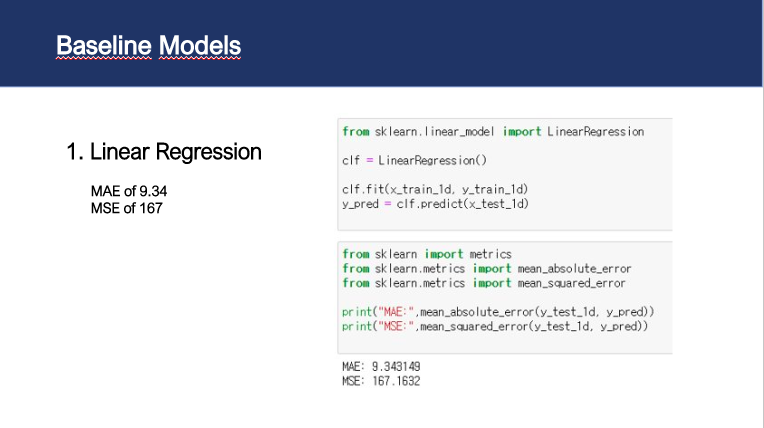 Baseline Models
1. Linear Regression
MAE of 9.34
MSE of 167
from sklearn.linear_model import LinearRegression
clf = LinearRegression()
clf.fit(x_train_1d, y_train_1d)
y_pred = clf.predict(x_test_1d)
from sklearn import metrics
from sklearn.metrics import mean_absolute_error
from sklearn.metrics import mean_squared_error
print("MAE:",mean_absolute_error(y_test_1d, y_pred))
print("MSE:",mean_squared_error(y_test_1d, y_pred))
MAE: 9.343149
MSE: 167.1632